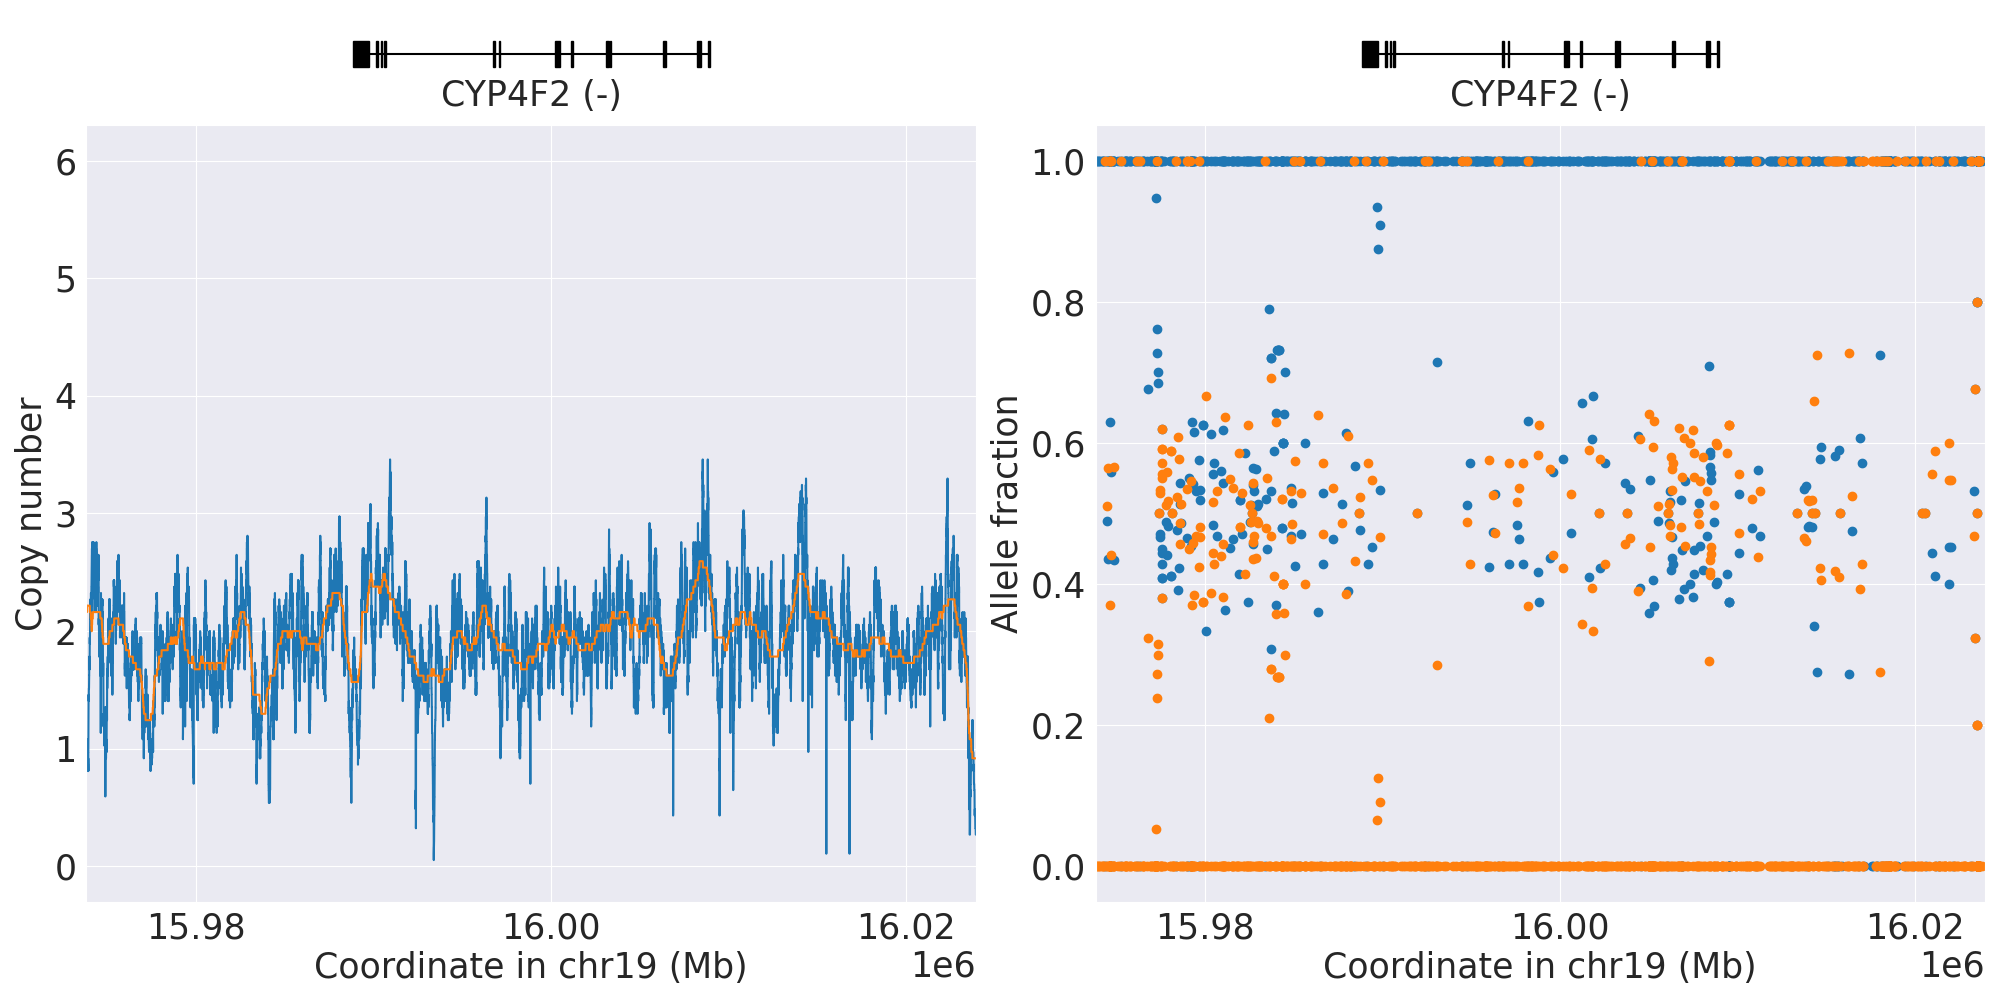 CYP4F2 (-)
Copy number
6
5
4
3
2
1
0
15.98
16.00
16.02
Coordinate in chr19 (Mb)
1e6
CYP4F2 (-)
Allele fraction
1.0
0.8
0.6
0.4
0.2
0.0
15.98
16.00
16.02
Coordinate in chr19 (Mb)
1e6